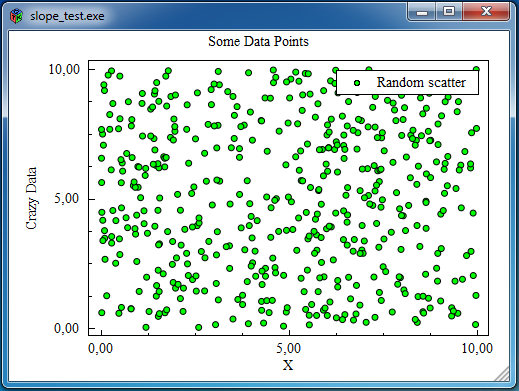 slope_test.exe
Some Data Points
10,00
Random scatter
Crazy Data
5,00
0,00
0,00 5,00 10,00
X